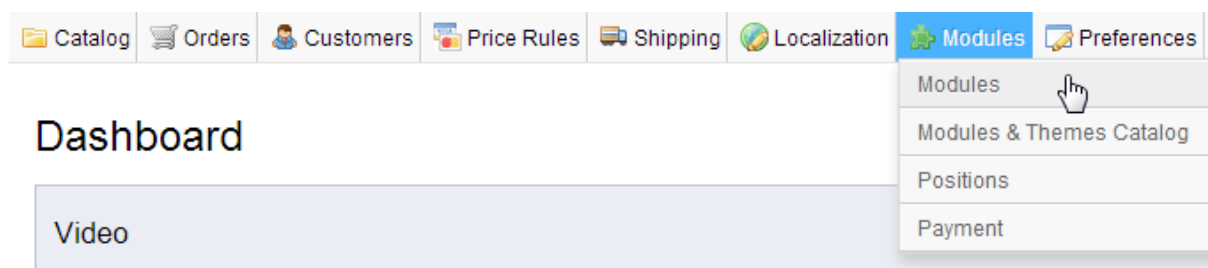 Catalog Orders Customers Price Rules Shipping Localization Modules Preferences
Modules
Modules & Themes Catalog
Positions
Payment
Dashboard
Video